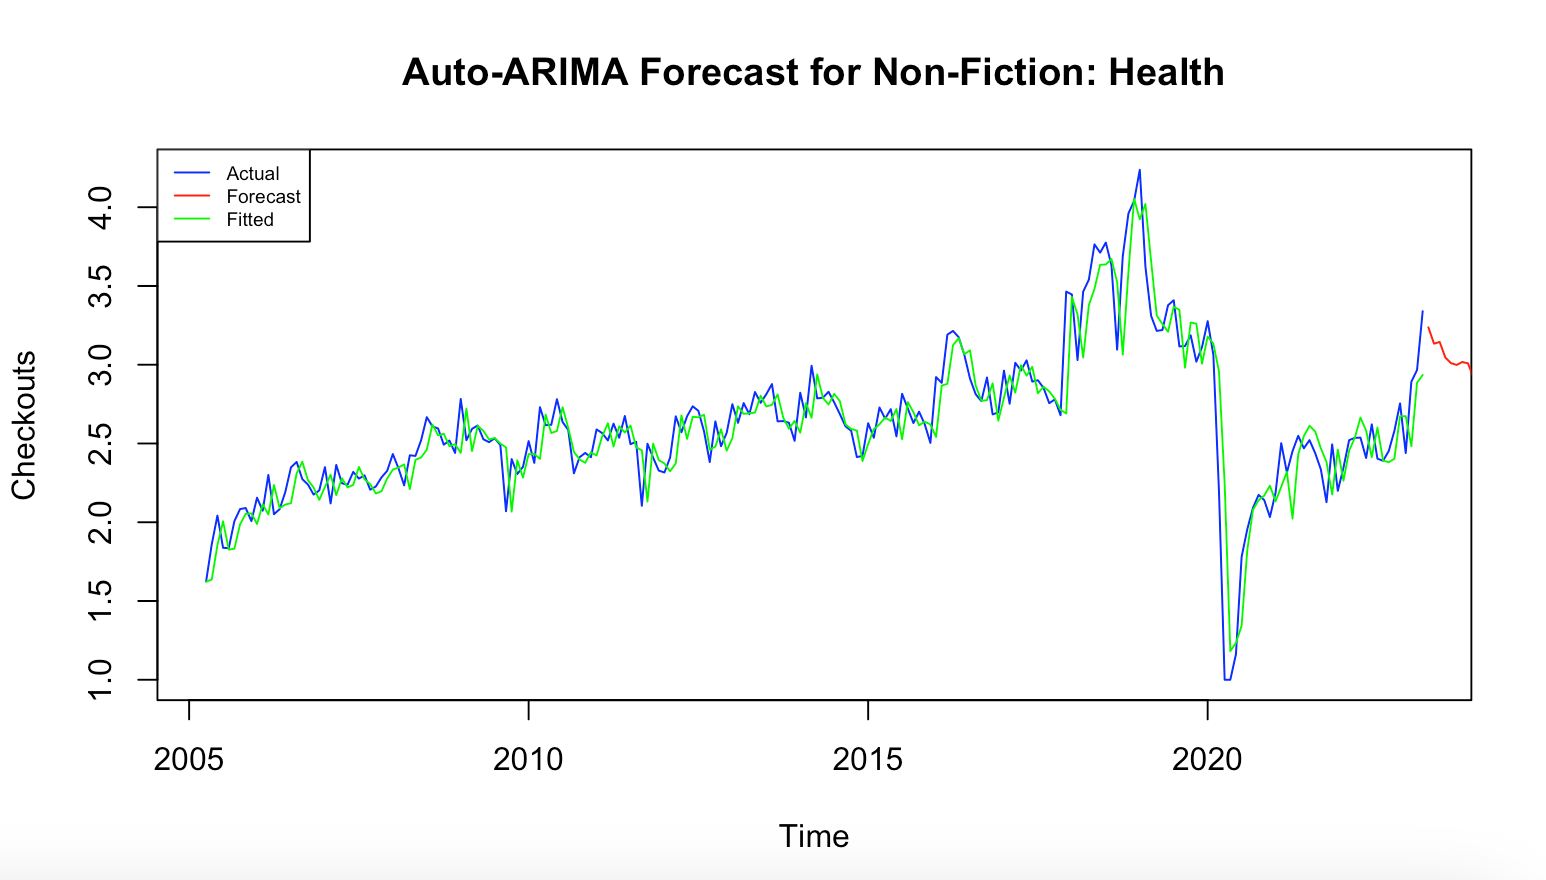 Auto-ARIMA Forecast for Non-Fiction: Health
Actual
Forecast
Fitted
Checkouts
4.0
3.5
3.0
2.5
2.0
1.5
1.0
2005 2010 2015 2020
Time